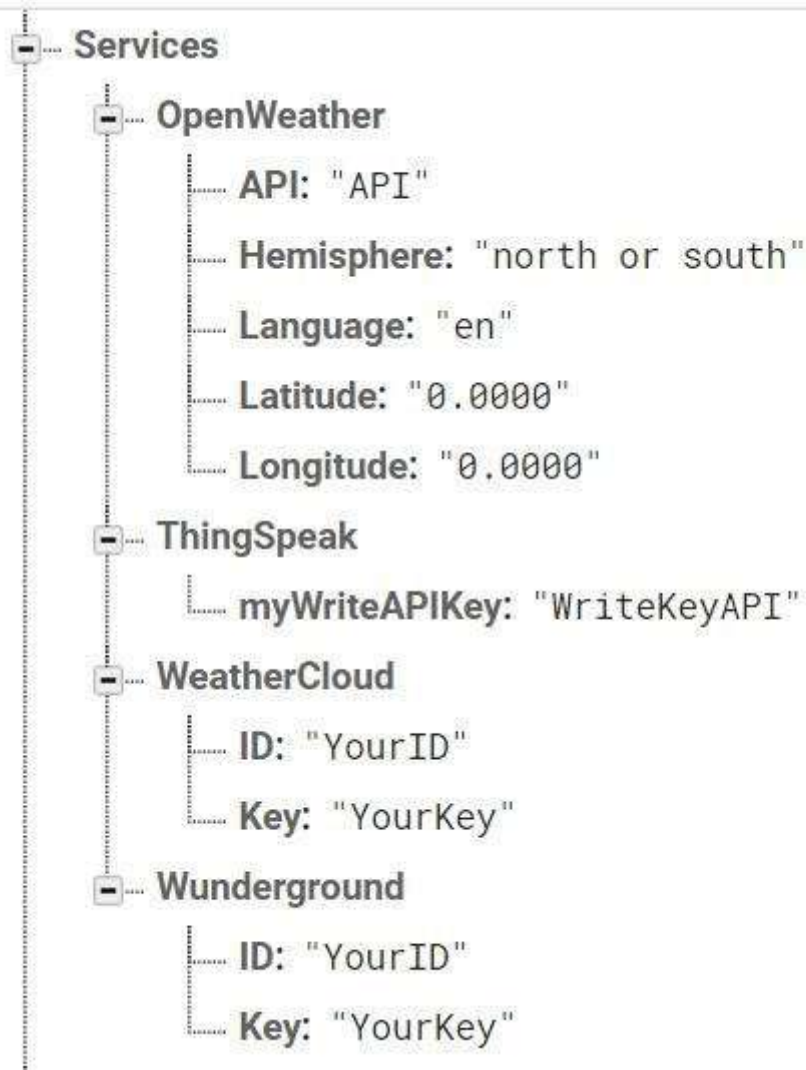 Services
OpenWeather
API: "API"
Hemisphere: "north or south"
Language: "en"
Latitude: "0.0000"
Longitude: "0.0000"
ThingSpeak
myWriteAPIKey: "WriteKeyAPI"
WeatherCloud
ID: "YourID"
Key: "YourKey"
Wunderground
ID: "YourID"
Key: "YourKey"